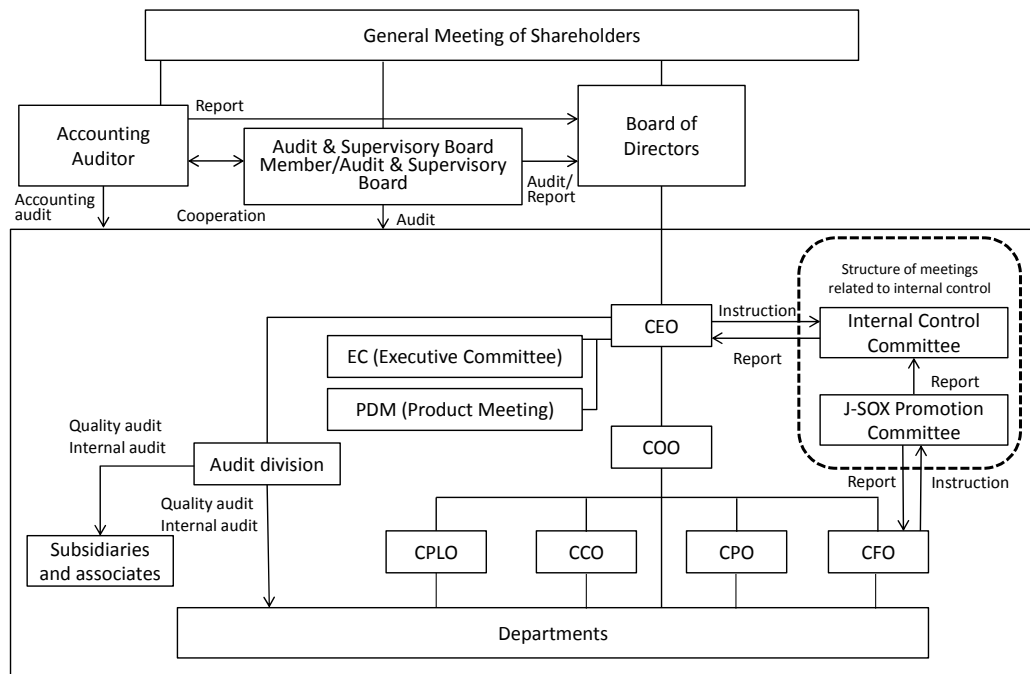 General Meeting of Shareholders
Report
Accounting
Auditor
Audit & Supervisory Board
Member/Audit & Supervisory
Board
Board of
Directors
Audit/
Report
Accounting
audit
Cooperation
Audit
Structure of meetings
related to internal control
CEO
Instruction
Internal Control
Committee
Report
EC (Executive Committee)
Report
PDM (Product Meeting)
J-SOX Promotion
Committee
Quality audit
Internal audit
Audit division
COO
Report
Instruction
Quality audit
Internal audit
Subsidiaries
and associates
CPLO
CCO
CPO
CFO
Departments